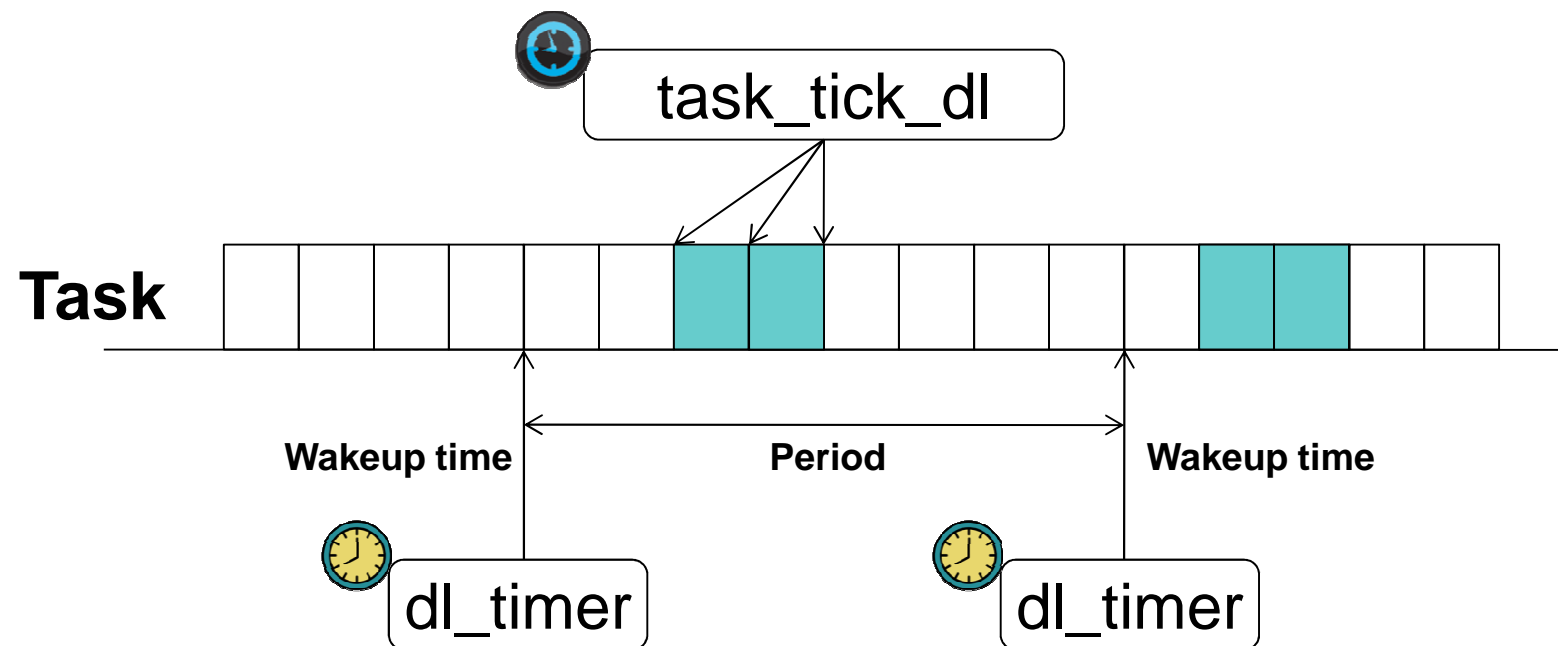 task_tick_dl
Task
Wakeup time
Period
Wakeup time
dl_timer
dl_timer